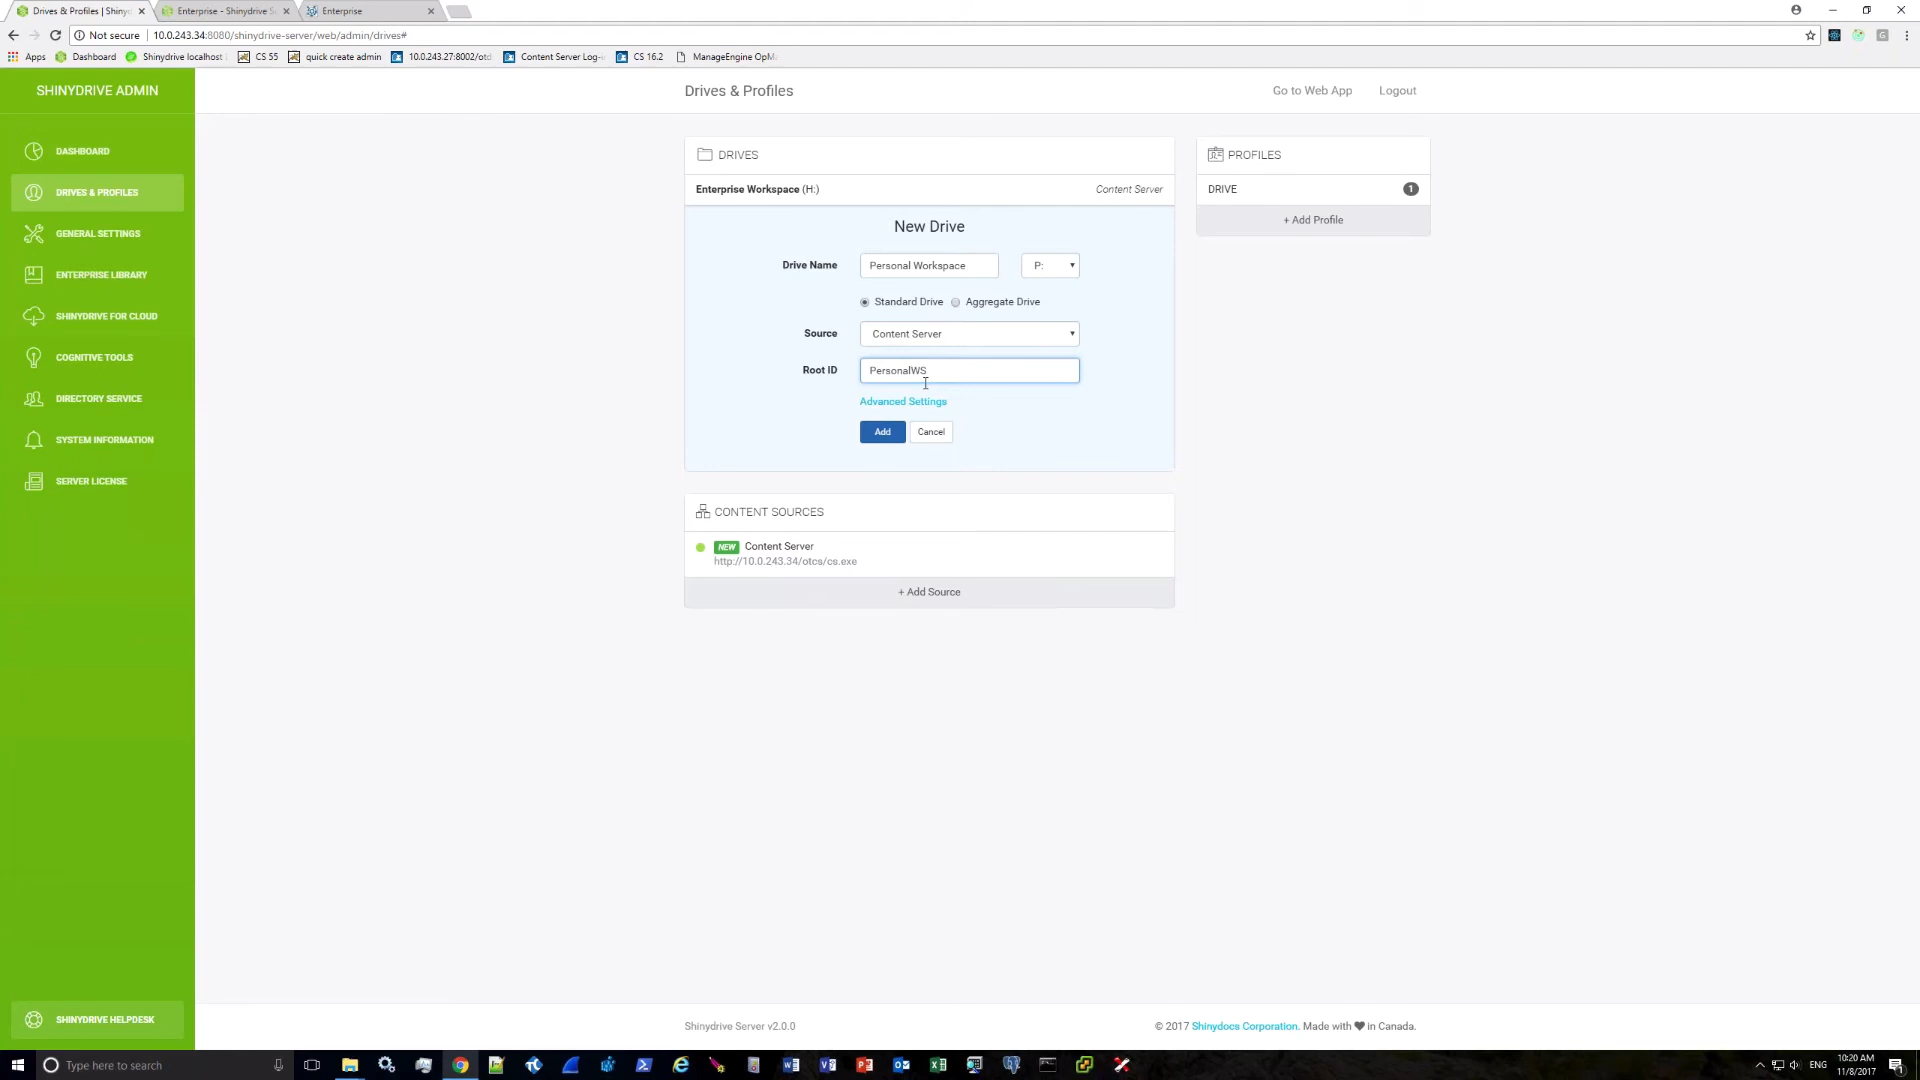 Drives & Profiles | Shinyd
Enterprise - Shinydrive S
Enterprise
Not secure
10.0.243.34:8080/shinydrive-server/web/admin/drives#
Apps
Dashboard
Shinydrive localhost
CS 55
quick create admin
10.0.243.27:8002/otd
Content Server Log-i
CS 16.2
ManageEngine OpM
SHINYDRIVE ADMIN
Drives & Profiles
Go to Web App
Logout
DASHBOARD
DRIVES & PROFILES
GENERAL SETTINGS
ENTERPRISE LIBRARY
SHINYDRIVE FOR CLOUD
COGNITIVE TOOLS
DIRECTORY SERVICE
SYSTEM INFORMATION
SERVER LICENSE
SHINYDRIVE HELPDESK
DRIVES
Enterprise Workspace (H:)
Content Server
New Drive
Drive Name
Personal Workspace
P:
Standard Drive
Aggregate Drive
Source
Content Server
Root ID
PersonalWS
Advanced Settings
Add
Cancel
CONTENT SOURCES
NEW
Content Server
http://10.0.243.34/otcs/cs.exe
+ Add Source
PROFILES
DRIVE
1
+ Add Profile
Shinydrive Server v2.0.0
© 2017 Shinydocs Corporation. Made with ❤ in Canada.
Type here to search
ENG
10:20 AM
11/8/2017